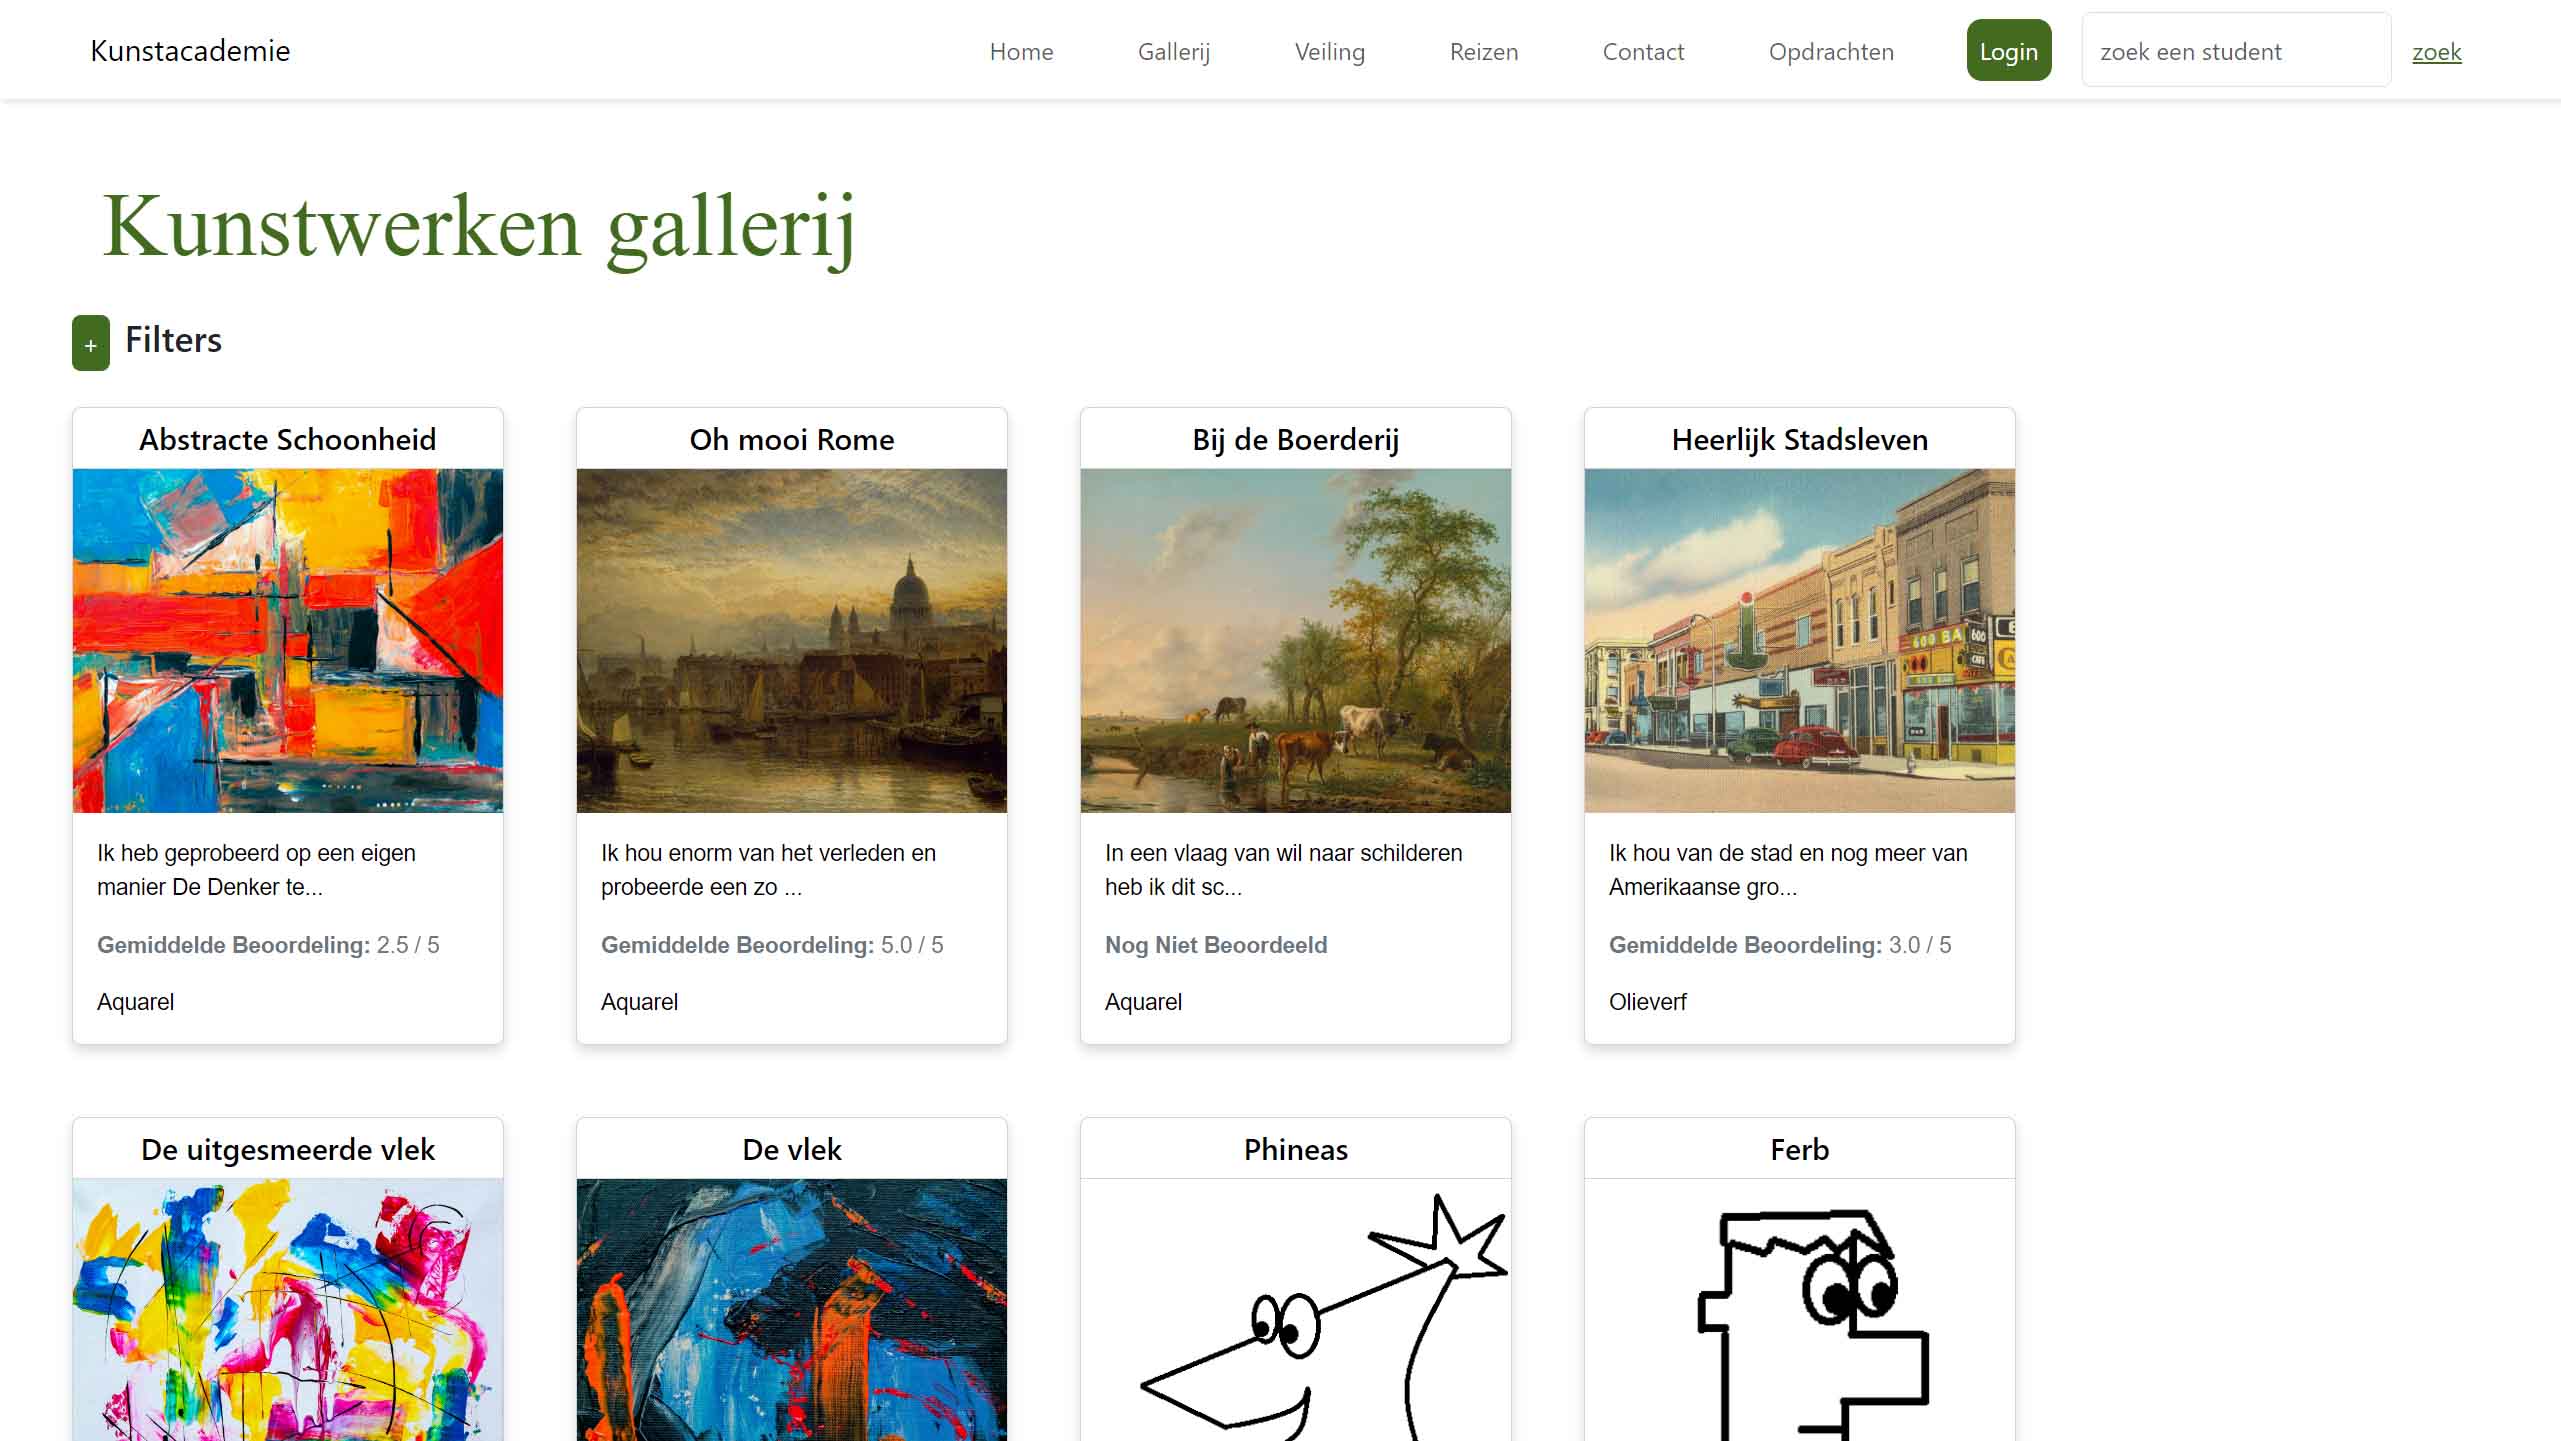 Kunstacademie Home Gallerij Veiling Reizen Contact Opdrachten Login zoek een student zoek
Kunstwerken gallerij
+ Filters
Abstracte Schoonheid
Ik heb geprobeerd op een eigen
manier De Denker te...
Gemiddelde Beoordeling: 2.5 / 5
Aquarel
Oh mooi Rome
Ik hou enorm van het verleden en
probeerde een zo ...
Gemiddelde Beoordeling: 5.0 / 5
Aquarel
Bij de Boerderij
In een vlaag van wil naar schilderen
heb ik dit sc...
Nog Niet Beoordeeld
Aquarel
Heerlijk Stadsleven
600 BA
600
CAFE
Ik hou van de stad en nog meer van
Amerikaanse gro...
Gemiddelde Beoordeling: 3.0 / 5
Olieverf
De uitgesmeerde vlek
De vlek
Phineas
Ferb